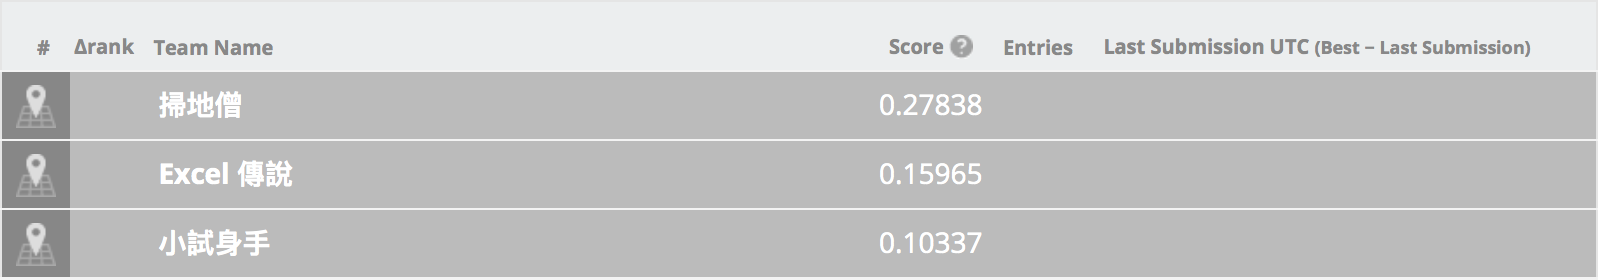 # Δrank Team Name Score ? Entries Last Submission UTC (Best − Last Submission)
掃地僧 0.27838
Excel 傳說 0.15965
小試身手 0.10337